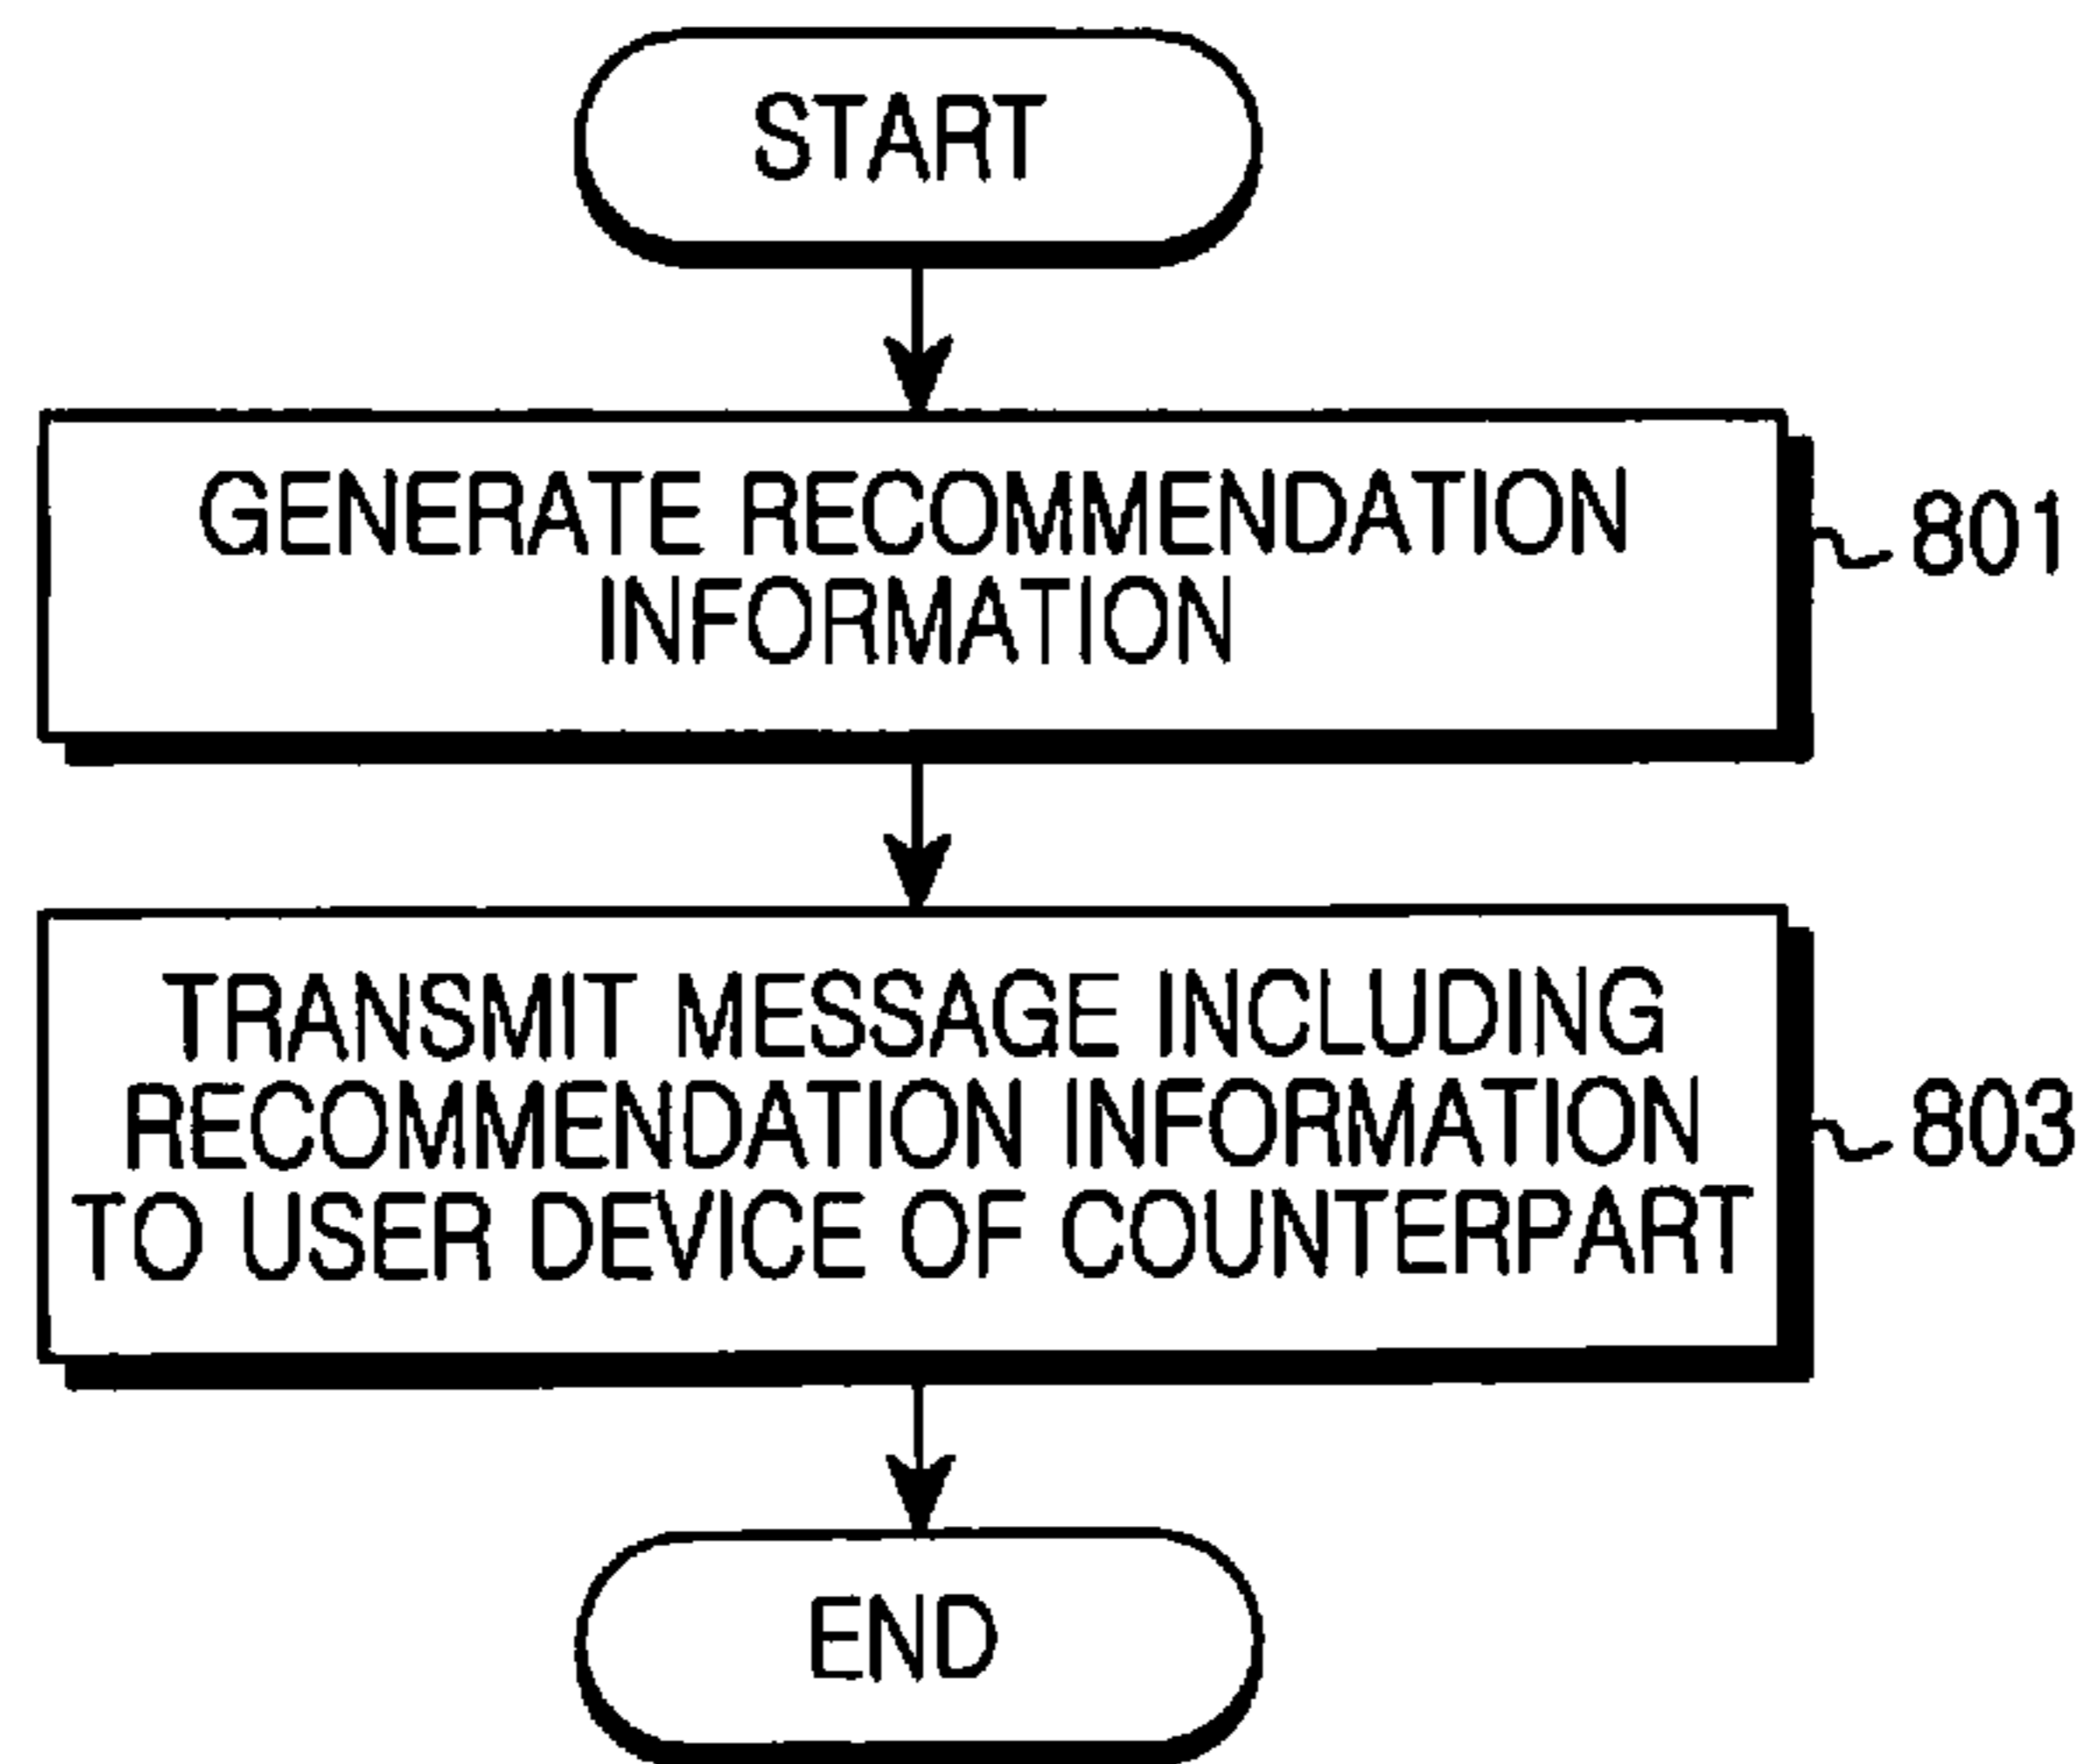 START
GENERATE RECOMMENDATION
INFORMATION
801
TRANSMIT MESSAGE INCLUDING
RECOMMENDATION INFORMATION
TO USER DEVICE OF COUNTERPART
803
END